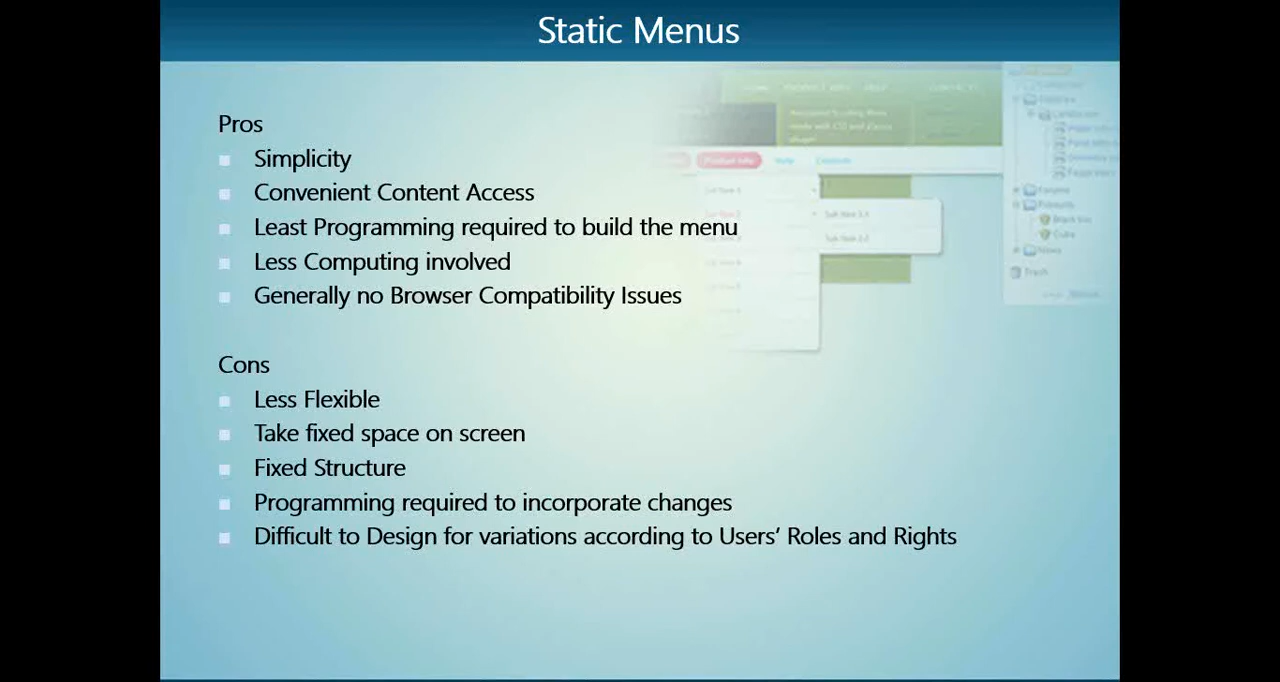 Static Menus
Pros
Simplicity
Convenient Content Access
Least Programming required to build the menu
Less Computing involved
Generally no Browser Compatibility Issues
Cons
Less Flexible
Take fixed space on screen
Fixed Structure
Programming required to incorporate changes
Difficult to Design for variations according to Users’ Roles and Rights
Help
Trash